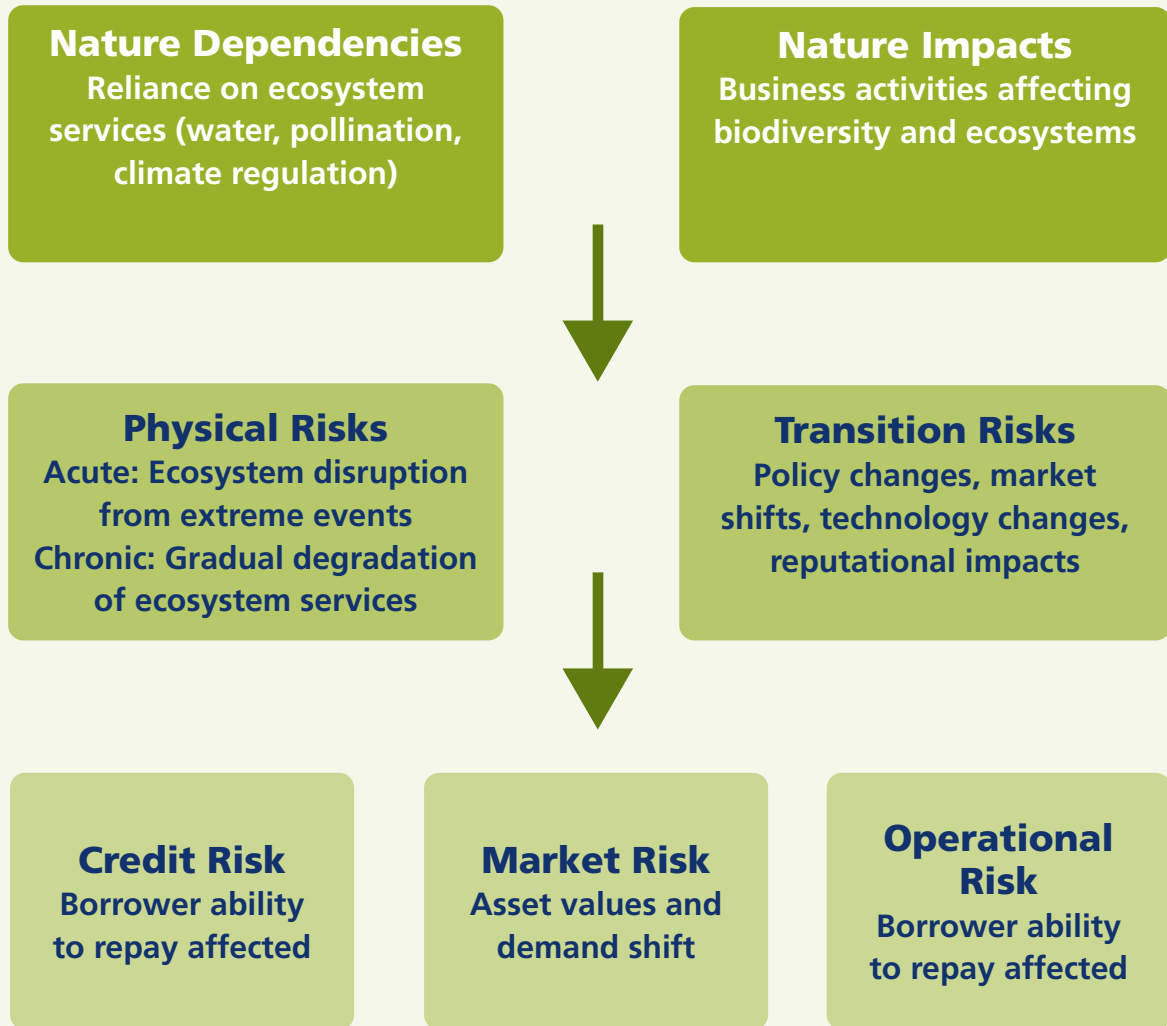 Nature Dependencies
Reliance on ecosystem
services (water, pollination,
climate regulation)
Nature Impacts
Business activities affecting
biodiversity and ecosystems
Physical Risks
Acute: Ecosystem disruption
from extreme events
Chronic: Gradual degradation
of ecosystem services
Transition Risks
Policy changes, market
shifts, technology changes,
reputational impacts
Credit Risk
Borrower ability
to repay affected
Market Risk
Asset values and
demand shift
Operational
Risk
Borrower ability
to repay affected